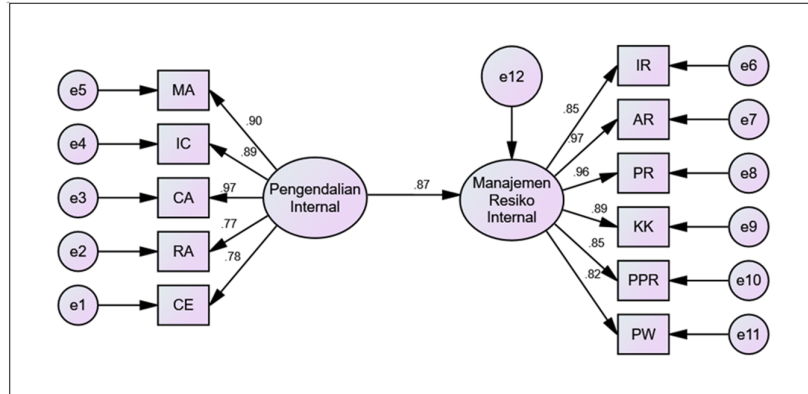 e5
MA
.90
e4
IC
.89
e3
CA
.97
e2
RA
.77
e1
CE
.78
Pengendalian
Internal
.87
e12
Manajemen
Resiko
Internal
.85
IR
e6
.97
AR
e7
.96
PR
e8
.89
KK
e9
.85
PPR
e10
.82
PW
e11